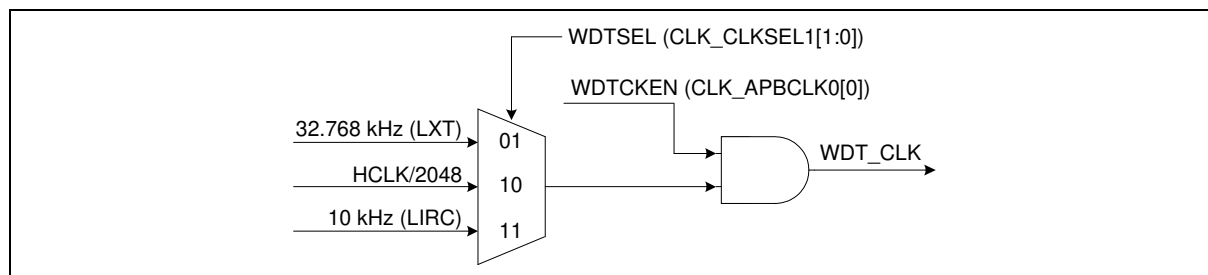 WDTSEL (CLK_CLKSEL1[1:0])
WDTCKEN (CLK_APBCLK0[0])
32.768 kHz (LXT)
01
WDT_CLK
HCLK/2048
10
10 kHz (LIRC)
11